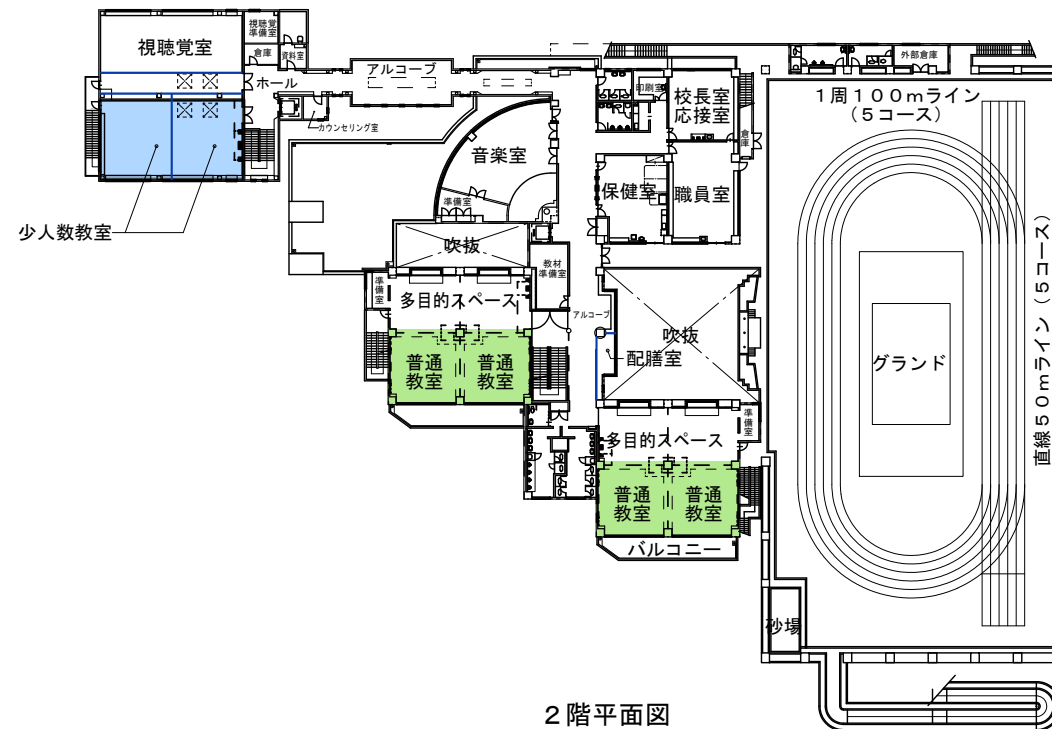 視聴覚室
視聴覚
準備室
倉庫
資料室
ホール
アルコーブ
カウンセリング室
少人数教室
音楽室
準備室
吹抜
準備室
多目的スペース
普通
教室
普通
教室
教材
準備室
アルコーブ
配膳室
印刷室
校長室
応接室
倉庫
保健室
職員室
吹抜
準備室
多目的スペース
普通
教室
普通
教室
バルコニー
外部倉庫
1周100mライン
(5コース)
グランド
直線50mライン(5コース)
砂場
2階平面図